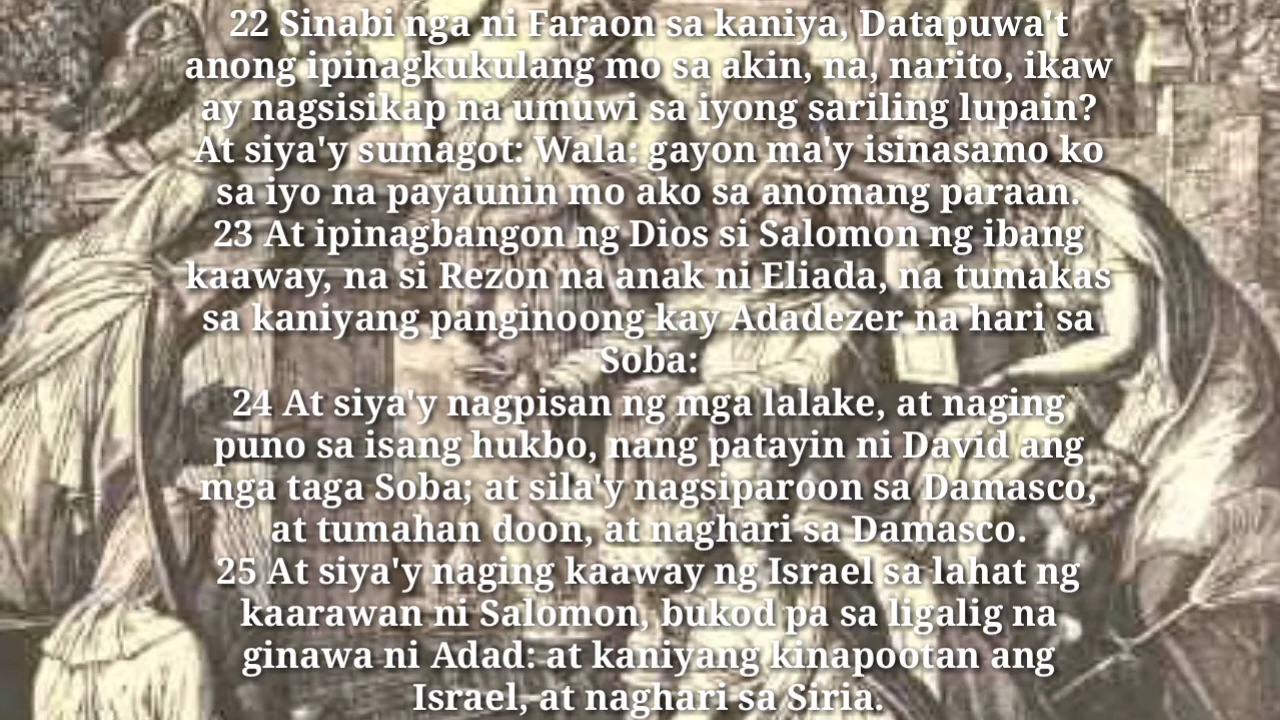 22 Sinabi nga ni Faraon sa kaniya, Datapuwa't
anong ipinagkukulang mo sa akin, na, narito, ikaw
ay nagsisikap na umuwi sa iyong sariling lupain?
At siya'y sumagot: Wala: gayon ma'y isinasamo ko
sa iyo na payaunin mo ako sa anomang paraan.
23 At ipinagbangon ng Dios si Salomon ng ibang
kaaway, na si Rezon na anak ni Eliada, na tumakas
sa kaniyang panginoong kay Adadezer na hari sa
Soba:
24 At siya'y nagpisan ng mga lalake, at naging
puno sa isang hukbo, nang patayin ni David ang
mga taga Soba; at sila'y nagsiparoon sa Damasco,
at tumahan doon, at naghari sa Damasco.
25 At siya'y naging kaaway ng Israel sa lahat ng
kaarawan ni Salomon, bukod pa sa ligalig na
ginawa ni Adad: at kaniyang kinapootan ang
Israel, at naghari sa Siria.